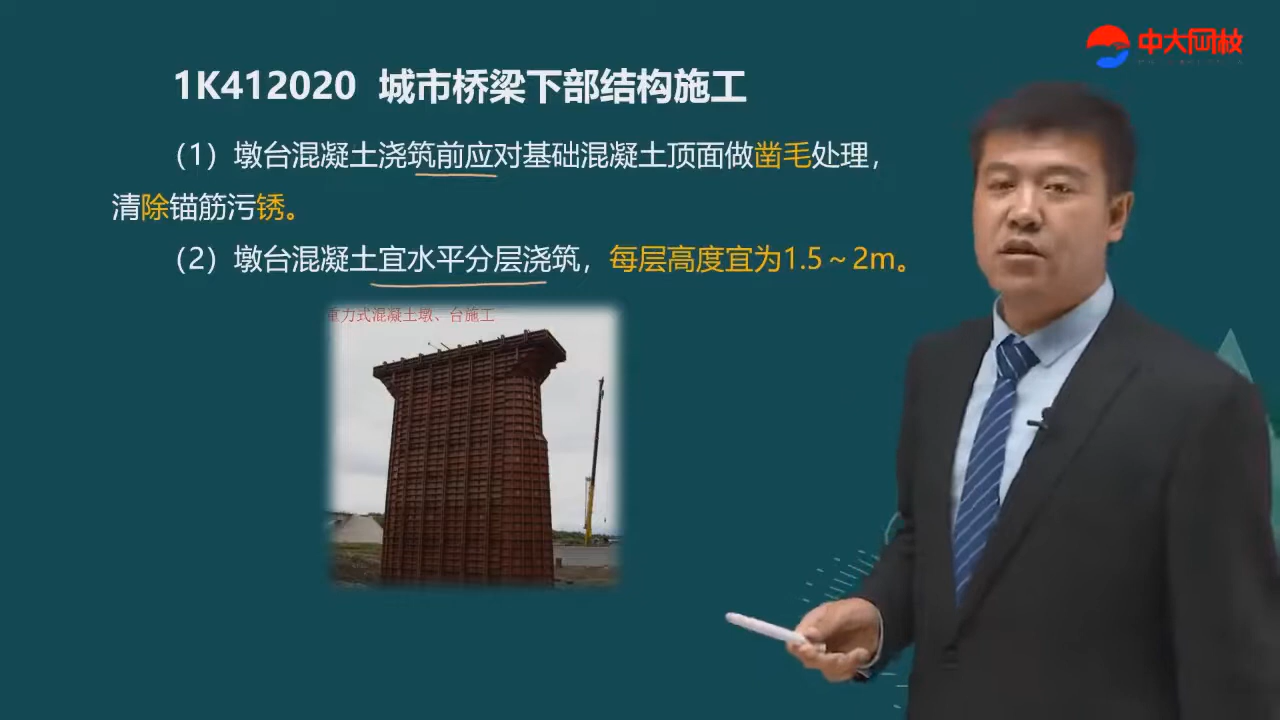 中大网校
1K412020 城市桥梁下部结构施工
（1）墩台混凝土浇筑前应对基础混凝土顶面做凿毛处理，
清除锚筋污锈。
（2）墩台混凝土宜水平分层浇筑，每层高度宜为1.5～2m。
重力式混凝土墩、台施工